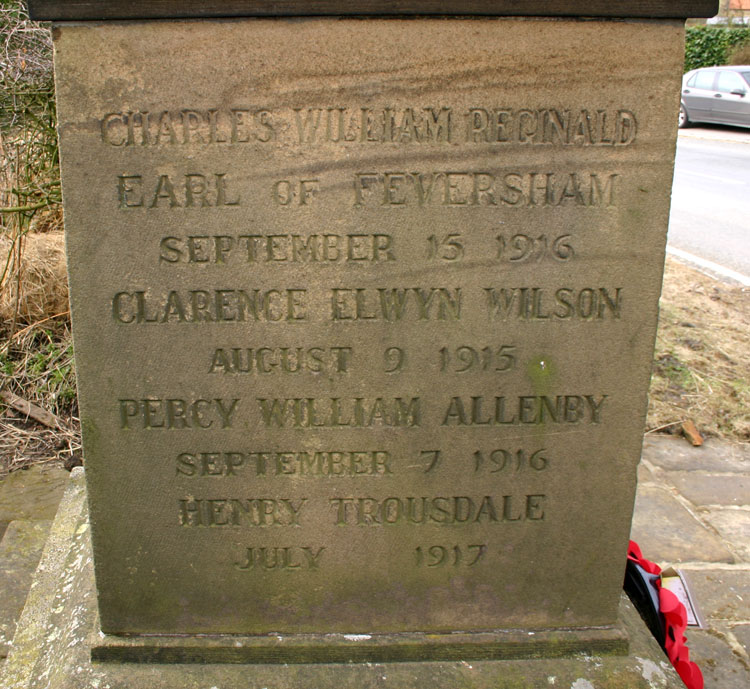 CHARLES WILLIAM REGINALD
EARL OF FEVERSHAM
SEPTEMBER 15 1916
CLARENCE ELWYN WILSON
AUGUST 9 1915
PERCY WILLIAM ALLENBY
SEPTEMBER 7 1916
HENRY TROUSDALE
JULY 1917